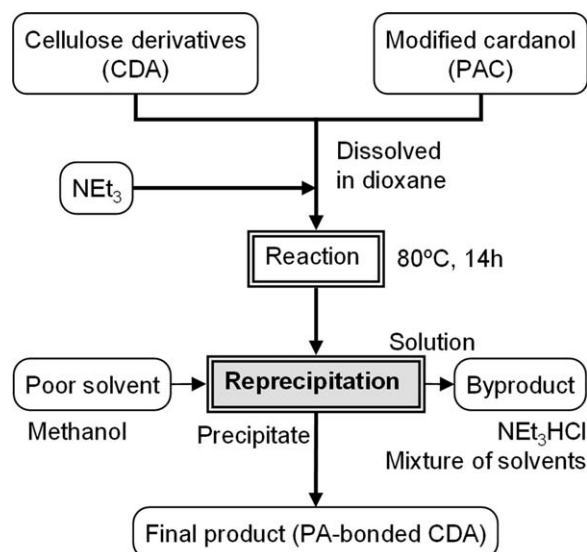 Cellulose derivatives
(CDA)
Modified cardanol
(PAC)
Dissolved
in dioxane
NEt₃
Reaction
80ºC, 14h
Solution
Poor solvent
Reprecipitation
Byproduct
Methanol
Precipitate
NEt₃HCl
Mixture of solvents
Final product (PA-bonded CDA)